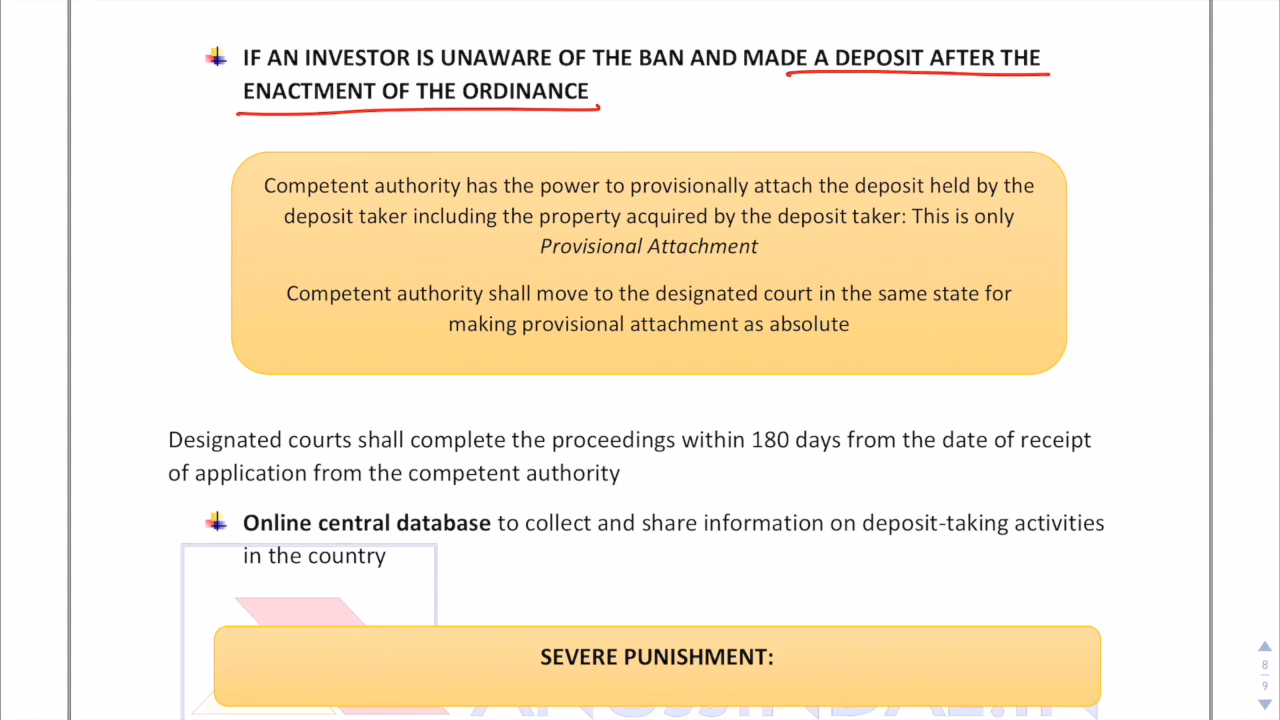 IF AN INVESTOR IS UNAWARE OF THE BAN AND MADE A DEPOSIT AFTER THE
ENACTMENT OF THE ORDINANCE
Competent authority has the power to provisionally attach the deposit held by the
deposit taker including the property acquired by the deposit taker: This is only
Provisional Attachment
Competent authority shall move to the designated court in the same state for
making provisional attachment as absolute
Designated courts shall complete the proceedings within 180 days from the date of receipt
of application from the competent authority
Online central database to collect and share information on deposit-taking activities
in the country
SEVERE PUNISHMENT:
8
9